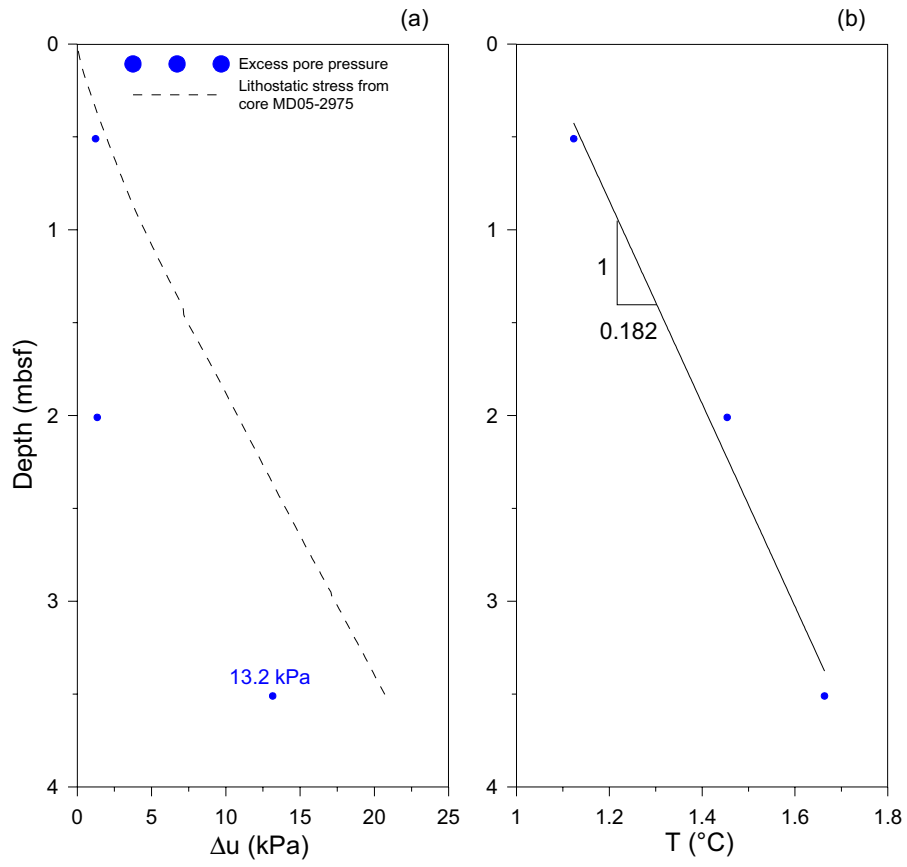 (a)
(b)
Excess pore pressure
Lithostatic stress from
core MD05-2975
0
1
2
3
4
Depth (mbsf)
13.2 kPa
0 5 10 15 20 25
Δu (kPa)
0
1
2
3
4
1
0.182
1 1.2 1.4 1.6 1.8
T (°C)